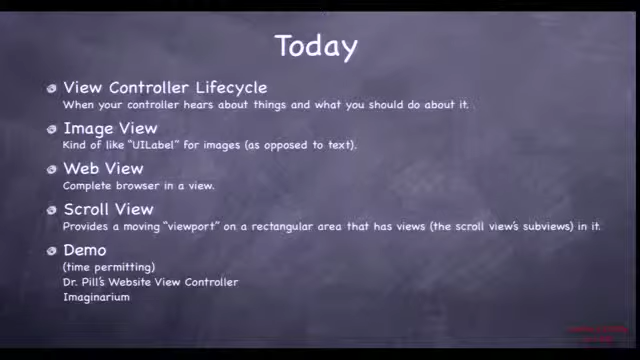 Today
View Controller Lifecycle
When your controller hears about things and what you should do about it.
Image View
Kind of like “UILabel” for images (as opposed to text).
Web View
Complete browser in a view.
Scroll View
Provides a moving “viewport” on a rectangular area that has views (the scroll view’s subviews) in it.
Demo
(time permitting)
Dr. Pill’s Website View Controller
Imaginarium